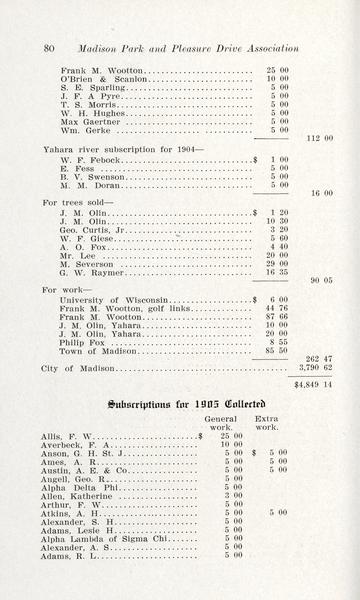 80 Madison Park and Pleasure Drive Association
Frank M. Wootton........................ 25 00
O'Brien & Scanlon....................... 10 00
S. E. Sparling.......................... 5 00
J. F. A Pyre............................ 5 00
T. S. Morris............................ 5 00
W. H. Hughes............................ 5 00
Max Gaertner ........................... 5 00
Wm. Gerke .............................. 5 00
112 00
Yahara river subscription for 1904—
W. F. Febock............................$ 1 00
E. Fess ................................ 5 00
B. V. Swenson........................... 5 00
M. M. Doran............................. 5 00
16 00
For trees sold—
J. M. Olin..............................$ 1 20
J. M. Olin.............................. 10 30
Geo. Curtis, Jr......................... 3 20
W. F. Giese............................. 5 60
A. O. Fox............................... 4 40
Mr. Lee ................................ 20 00
M. Severson ............................ 29 00
G. W. Raymer............................ 16 35
90 05
For work—
University of Wisconsin.................$ 6 00
Frank M. Wootton, golf links............ 44 76
Frank M. Wootton........................ 87 66
J. M. Olin, Yahara...................... 10 00
J. M. Olin, Yahara...................... 20 00
Philip Fox ............................. 8 55
Town of Madison......................... 85 50
262 47
City of Madison......................... 3,790 62
$4,849 14
Subscriptions for 1905 Collected
General Extra
work. work.
Allis, F. W.......................$ 25 00
Averbeck, F. A.................... 10 00
Anson, G. H. St. J................ 5 00 $ 5 00
Ames, A. R........................ 5 00 5 00
Austin, A. E. & Co................ 5 00 5 00
Angell, Geo. R.................... 5 00
Alpha Delta Phi................... 5 00
Allen, Katherine ................. 3 00
Arthur, F. W...................... 5 00
Atkins, A. H...................... 5 00 5 00
Alexander, S. H................... 5 00
Adams, Lesie H.................... 5 00
Alpha Lambda of Sigma Chi......... 5 00
Alexander, A. S................... 5 00
Adams, R. L....................... 5 00